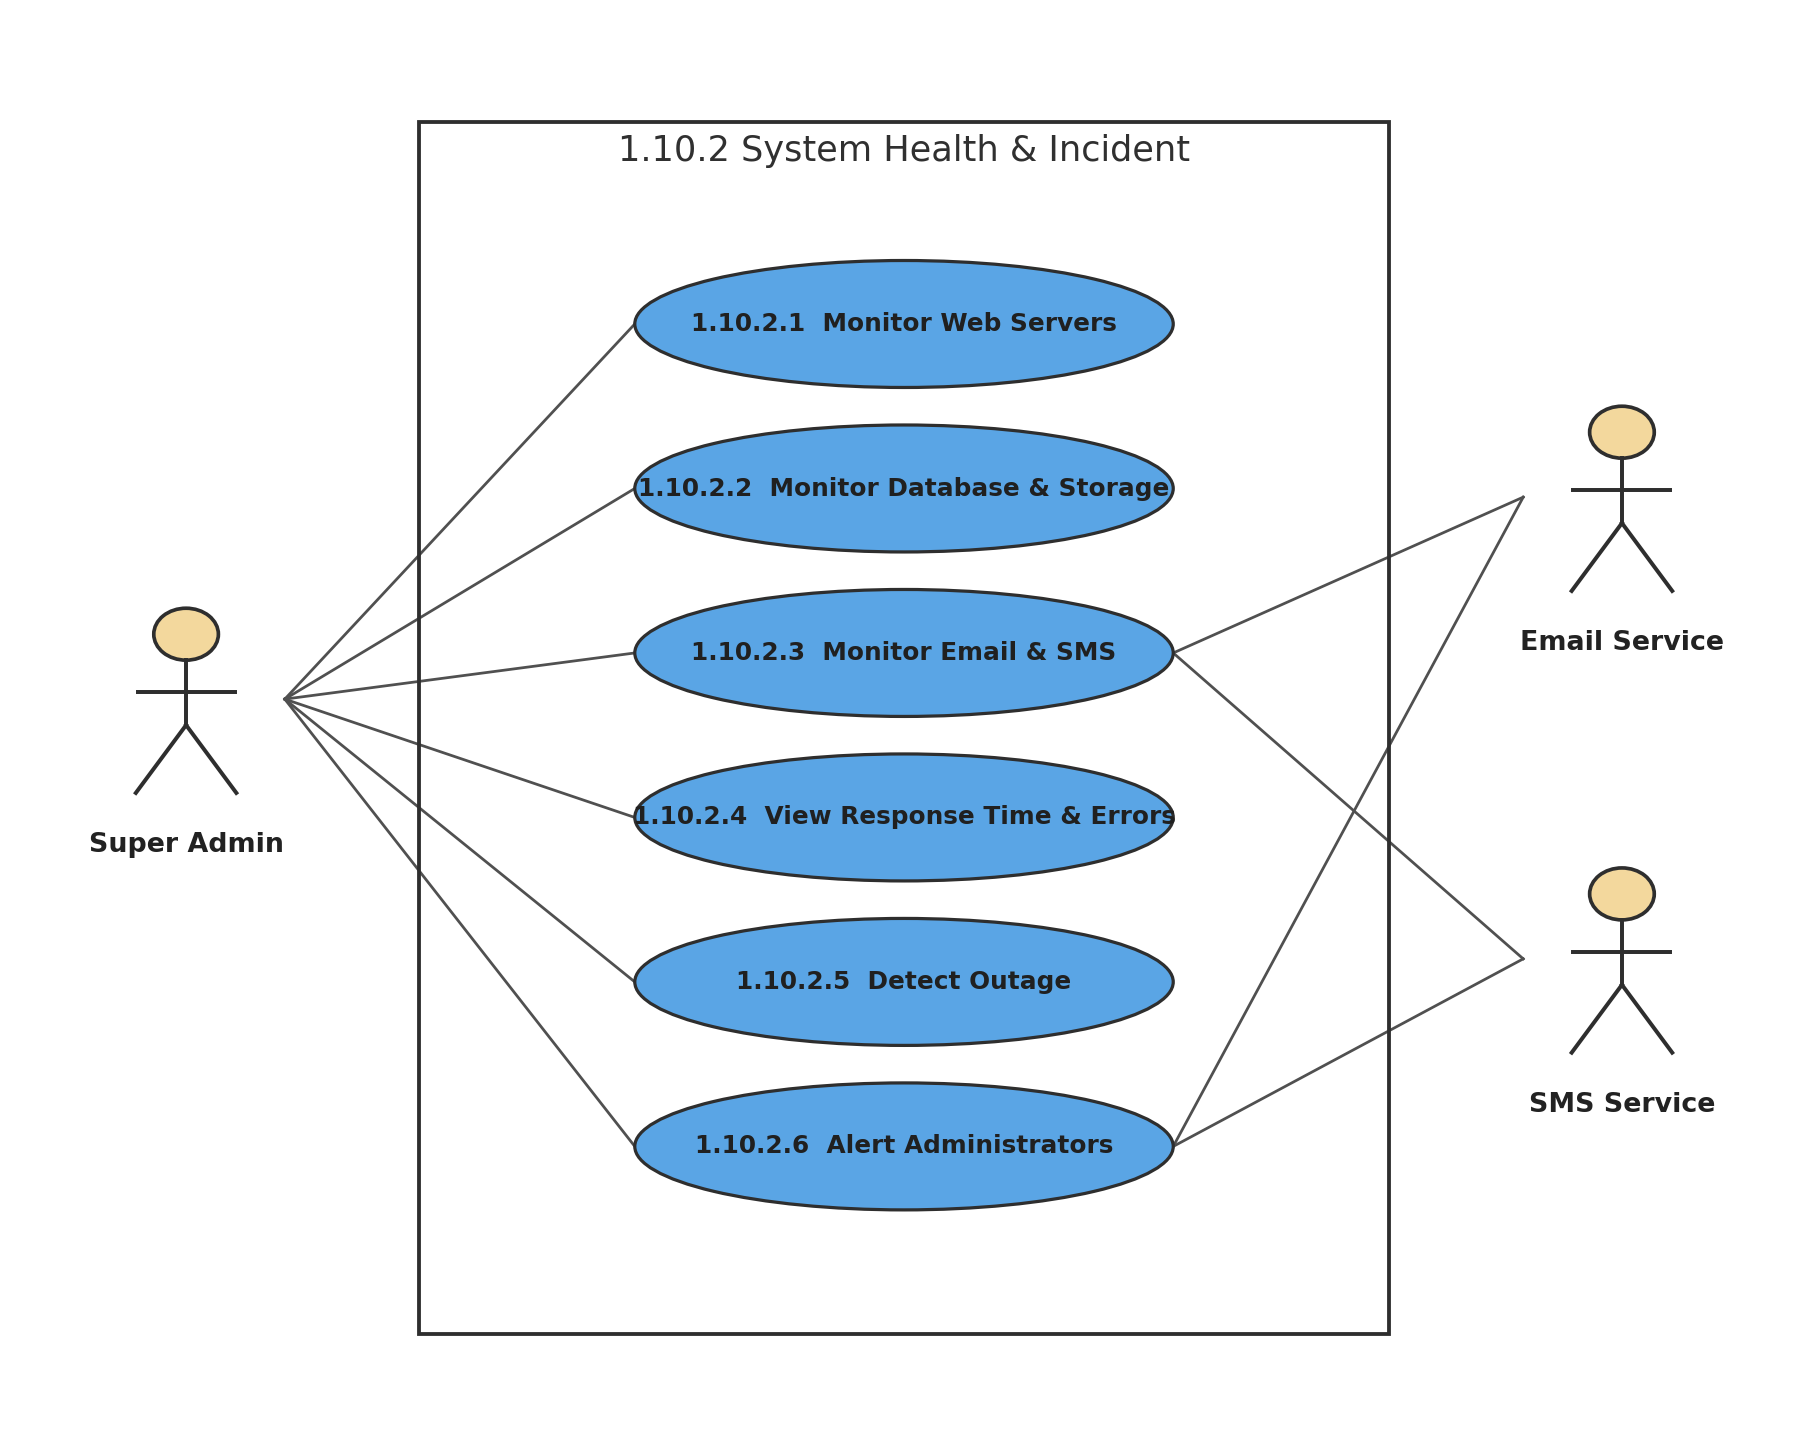 1.10.2 System Health & Incident
1.10.2.1  Monitor Web Servers
1.10.2.2  Monitor Database & Storage
1.10.2.3  Monitor Email & SMS
1.10.2.4  View Response Time & Errors
1.10.2.5  Detect Outage
1.10.2.6  Alert Administrators
Super Admin
Email Service
SMS Service